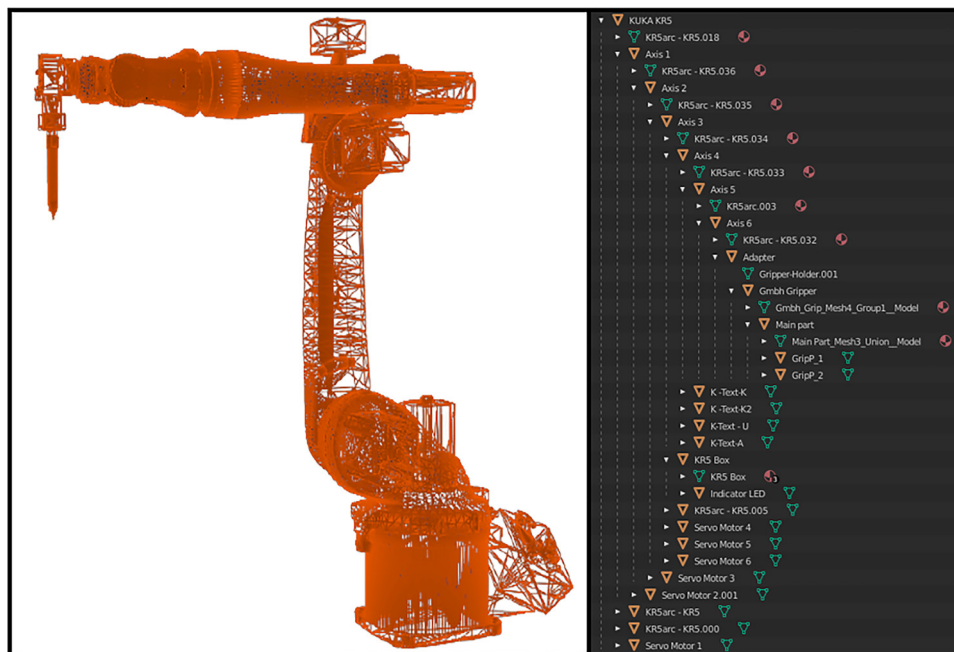 KUKA KR5
KR5arc - KR5.018
Axis 1
KR5arc - KR5.036
Axis 2
KR5arc - KR5.035
Axis 3
KR5arc - KR5.034
Axis 4
KR5arc - KR5.033
Axis 5
KR5arc.003
Axis 6
KR5arc - KR5.032
Adapter
Gripper-Holder.001
Gmbh Gripper
Gmbh_Grip_Mesh4_Group1__Model
Main part
Main Part_Mesh3_Union__Model
GripP_1
GripP_2
K -Text-K
K -Text-K2
K-Text - U
K-Text-A
KR5 Box
KR5 Box 3
Indicator LED
KR5arc - KR5.005
Servo Motor 4
Servo Motor 5
Servo Motor 6
Servo Motor 3
Servo Motor 2.001
KR5arc - KR5
KR5arc - KR5.000
Servo Motor 1